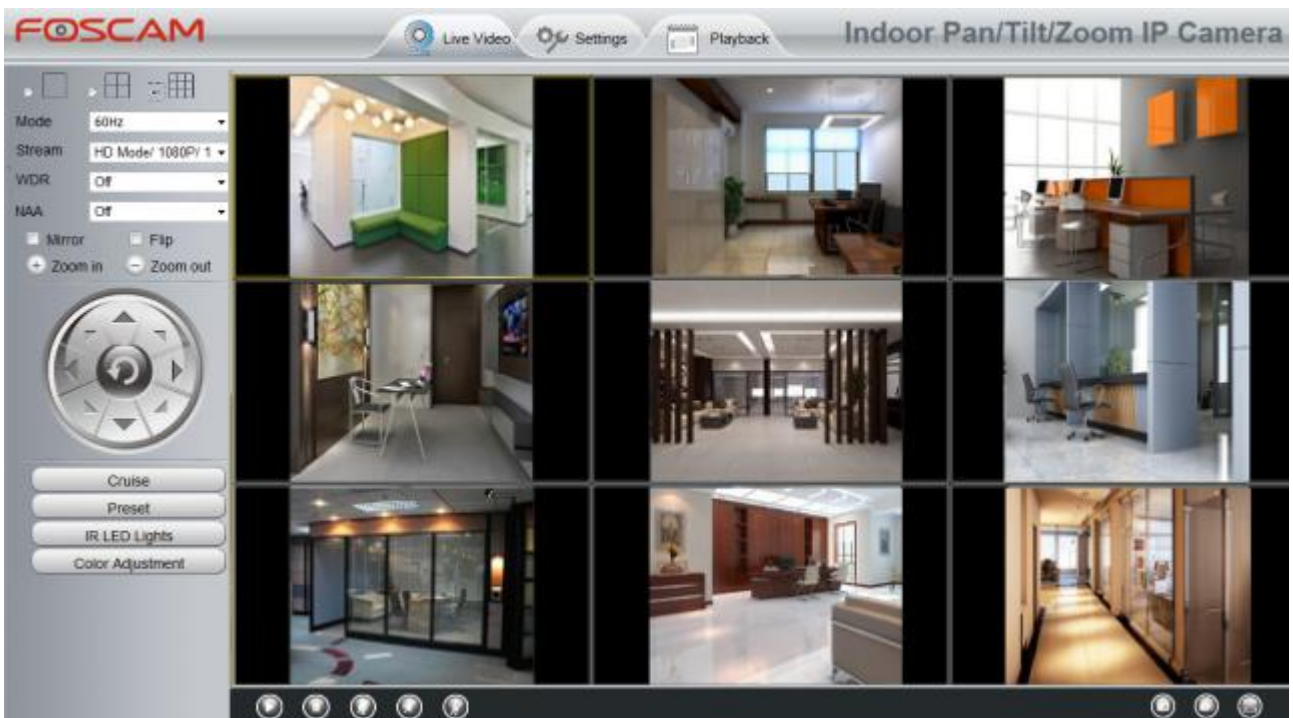 FOSCAM
Live Video
Settings
Playback
Indoor Pan/Tilt/Zoom IP Camera
Mode 60Hz
Stream HD Mode/ 1080P/ 1
WDR Off
NAA Off
Mirror Flip
Zoom in Zoom out
Cruise
Preset
IR LED Lights
Color Adjustment